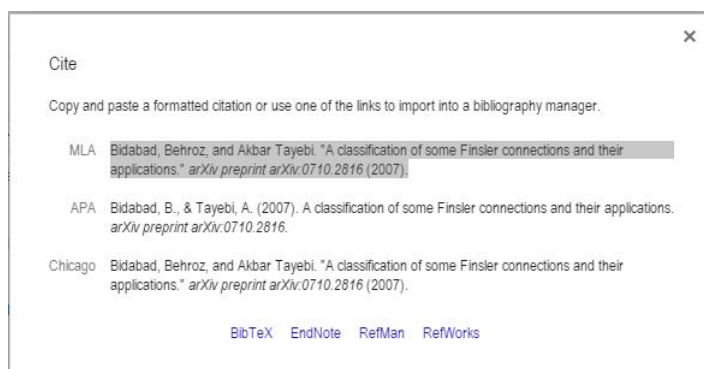 ×
Cite
Copy and paste a formatted citation or use one of the links to import into a bibliography manager.
MLA Bidabad, Behroz, and Akbar Tayebi. "A classification of some Finsler connections and their
applications." arXiv preprint arXiv:0710.2816 (2007).
APA Bidabad, B., & Tayebi, A. (2007). A classification of some Finsler connections and their applications.
arXiv preprint arXiv:0710.2816.
Chicago Bidabad, Behroz, and Akbar Tayebi. "A classification of some Finsler connections and their
applications." arXiv preprint arXiv:0710.2816 (2007).
BibTeX EndNote RefMan RefWorks